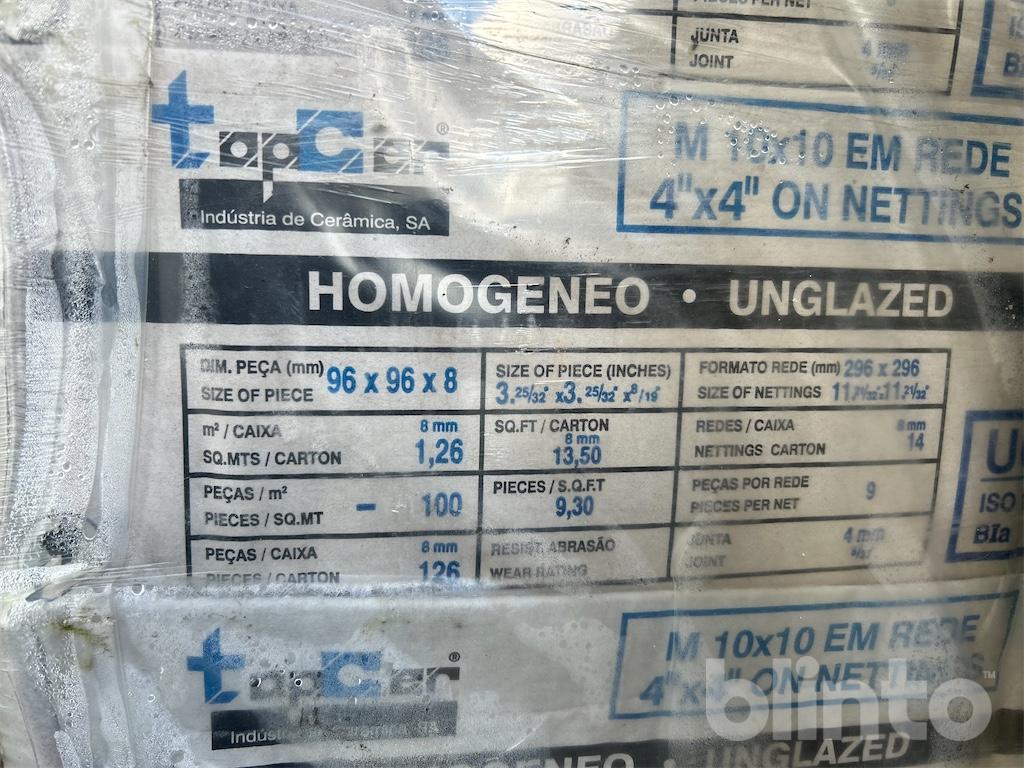 JUNTA
JOINT
4 mm
topCer®
Indústria de Cerâmica, SA
M 10x10 EM REDE
4"x4" ON NETTINGS
HOMOGENEO • UNGLAZED
DIM. PEÇA (mm) 96 x 96 x 8
SIZE OF PIECE
SIZE OF PIECE (INCHES)
FORMATO REDE (mm) 296 x 296
SIZE OF NETTINGS
m² / CAIXA 8 mm
SQ.MTS / CARTON 1,26
SQ.FT / CARTON
8 mm
13,50
REDES / CAIXA 8 mm
NETTINGS CARTON 14
PEÇAS / m²
PIECES / SQ.MT - 100
PIECES / S.Q.F.T
9,30
PEÇAS POR REDE 9
PIECES PER NET
PEÇAS / CAIXA 8 mm
PIECES / CARTON 126
RESIST. ABRASÃO
WEAR RATING
JUNTA 4 mm
JOINT 5/32"
ISO
BIa
topCer®
M 10x10 EM REDE
4"x4" ON NETTINGS
blinto™
UNGLAZED